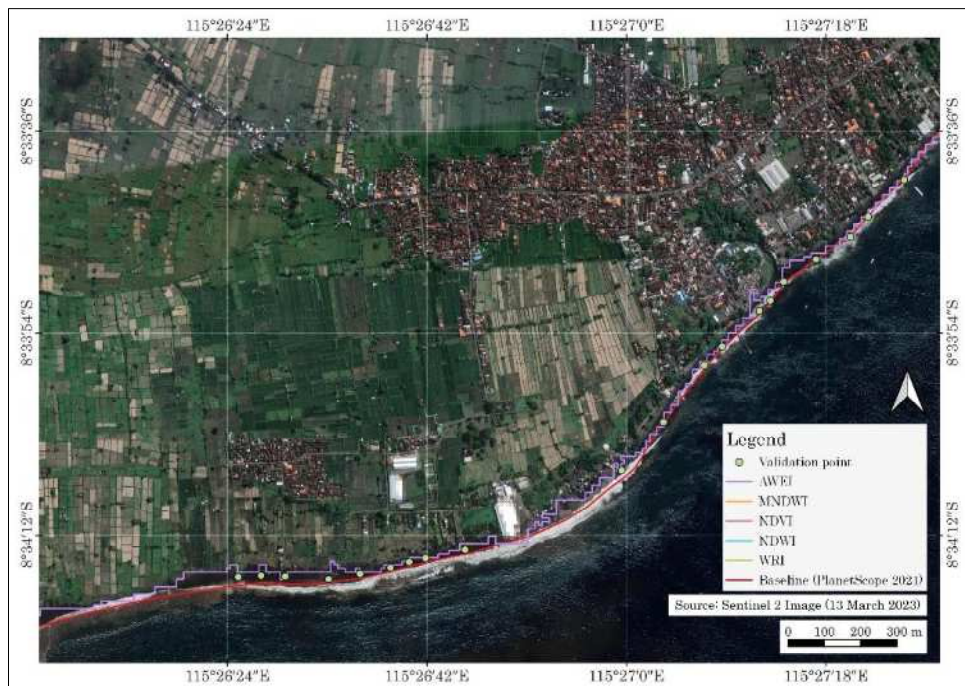 115°26'24"E 115°26'42"E 115°27'0"E 115°27'18"E
8°33'36"S 8°33'36"S
8°33'54"S 8°33'54"S
8°34'12"S 8°34'12"S
Legend
Validation point
AWEI
MNDWI
NDVI
NDWI
WRI
Baseline (PlanetScope 2021)
Source: Sentinel 2 Image (13 March 2023)
0 100 200 300 m
115°26'24"E 115°26'42"E 115°27'0"E 115°27'18"E